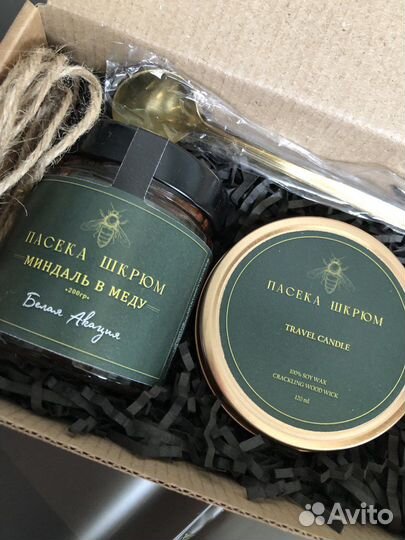 ПАСЕКА ШКРЮМ
МИНДАЛЬ В МЕДУ
•200гр•
Белая Акация
ПАСЕКА ШКРЮМ
TRAVEL CANDLE
100% SOY WAX
CRACKLING WOOD WICK
120 ml
Avito